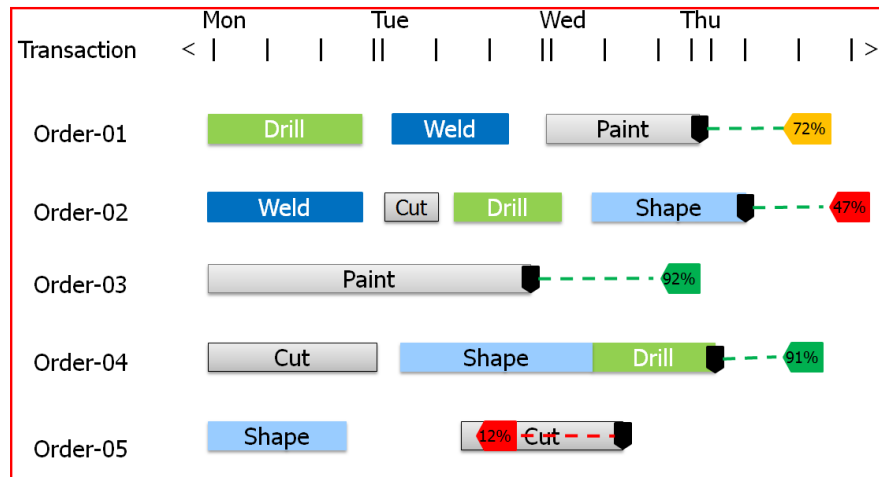 Mon Tue Wed Thu
Transaction < >
Order-01 Drill Weld Paint 72%
Order-02 Weld Cut Drill Shape 47%
Order-03 Paint 92%
Order-04 Cut Shape Drill 91%
Order-05 Shape 12% Cut